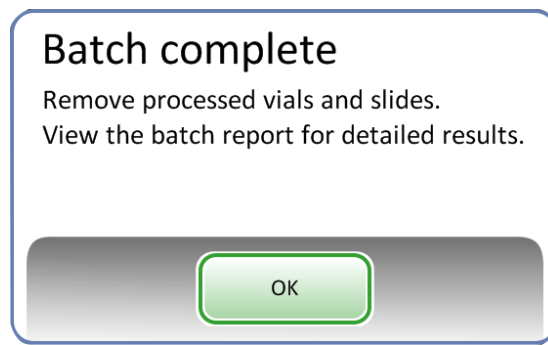 Batch complete
Remove processed vials and slides.
View the batch report for detailed results.
OK